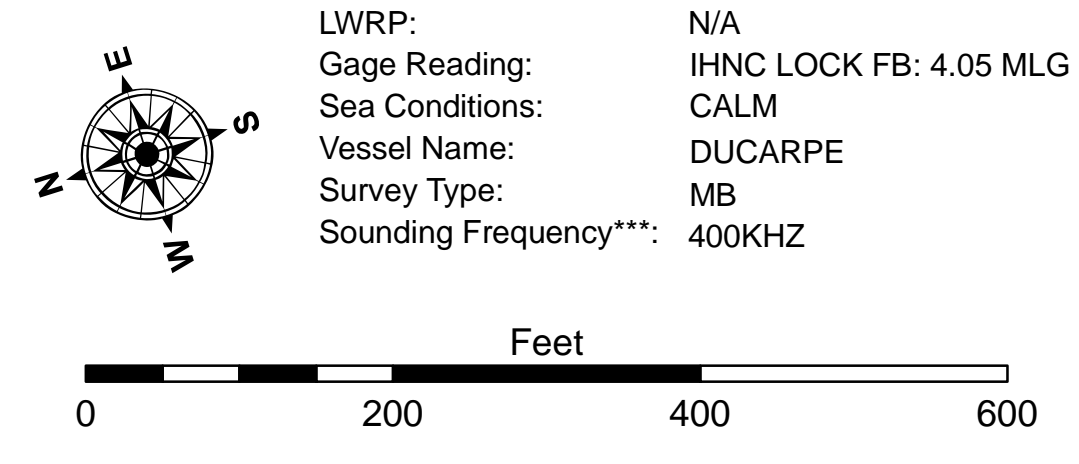 LWRP: N/A
Gage Reading: IHNC LOCK FB: 4.05 MLG
Sea Conditions: CALM
Vessel Name: DUCARPE
Survey Type: MB
Sounding Frequency***: 400KHZ
E
S
N
W
Feet
0 200 400 600